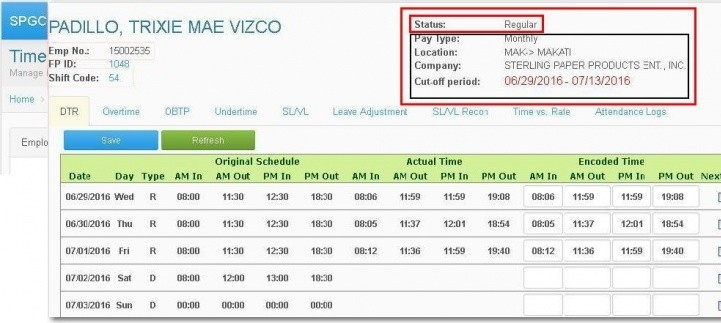 SPGC
PADILLO, TRIXIE MAE VIZCO
Status: Regular
Pay Type: Monthly
Emp No.: 15002535
Location: MAK-> MAKATI
Time
FP ID: 1048
Company: STERLING PAPER PRODUCTS ENT., INC.
Manage
Shift Code: 54
Cut-off period: 06/29/2016 - 07/13/2016
Home
DTR Overtime OBTP Undertime SL/VL Leave Adjustment SL/VL Recon Time vs. Rate Attendance Logs
Emplo
Save Refresh
Original Schedule Actual Time Encoded Time
Date Day Type AM In AM Out PM In PM Out AM In AM Out PM In PM Out AM In AM Out PM In PM Out Next
06/29/2016 Wed R 08:00 11:30 12:30 18:30 08:06 11:59 11:59 19:08 08:06 11:59 11:59 19:08
06/30/2016 Thu R 08:00 11:30 12:30 18:30 08:05 11:37 12:01 18:54 08:05 11:37 12:01 18:54
07/01/2016 Fri R 08:00 11:30 12:30 18:30 08:12 11:36 11:59 19:40 08:12 11:36 11:59 19:40
07/02/2016 Sat D 08:00 12:00 13:00 18:30
07/03/2016 Sun D 00:00 00:00 00:00 00:00